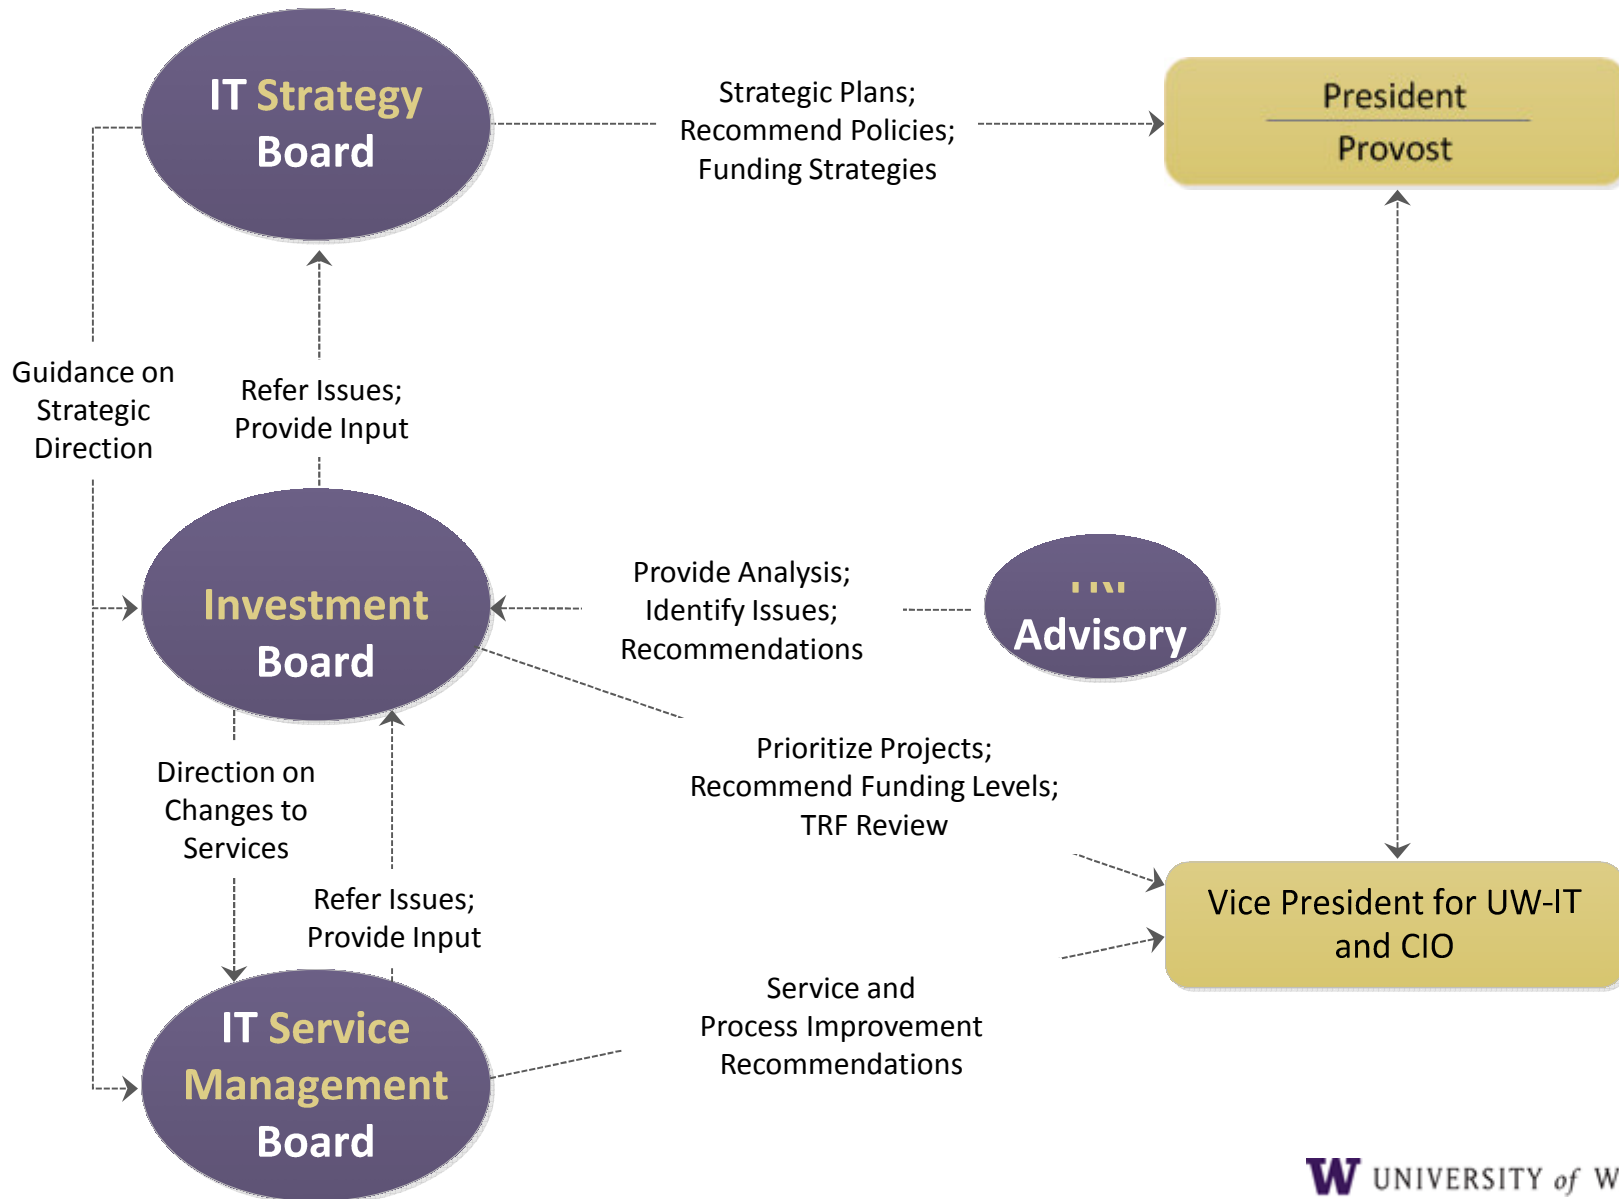 IT Strategy
Board
Strategic Plans;
Recommend Policies;
Funding Strategies
President
Provost
Guidance on
Strategic
Direction
Refer Issues;
Provide Input
Investment
Board
Provide Analysis;
Identify Issues;
Recommendations
Advisory
Direction on
Changes to
Services
Prioritize Projects;
Recommend Funding Levels;
TRF Review
Refer Issues;
Provide Input
Vice President for UW-IT
and CIO
IT Service
Management
Board
Service and
Process Improvement
Recommendations
W UNIVERSITY of W